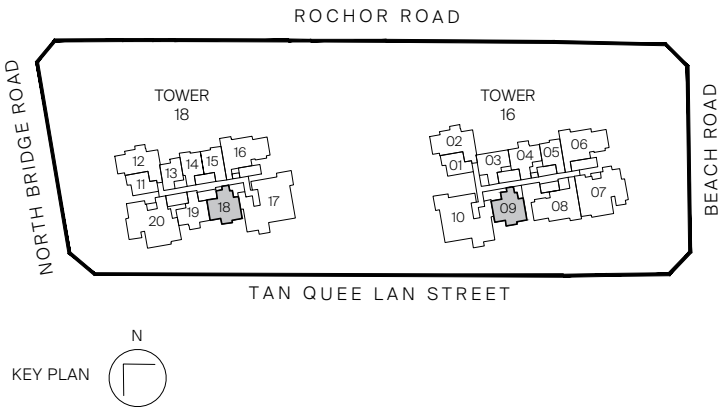 ROCHOR ROAD
NORTH BRIDGE ROAD
BEACH ROAD
TOWER
18
12
11
13
14
15
16
20
19
18
17
TOWER
16
02
01
03
04
05
06
10
09
08
07
TAN QUEE LAN STREET
N
KEY PLAN